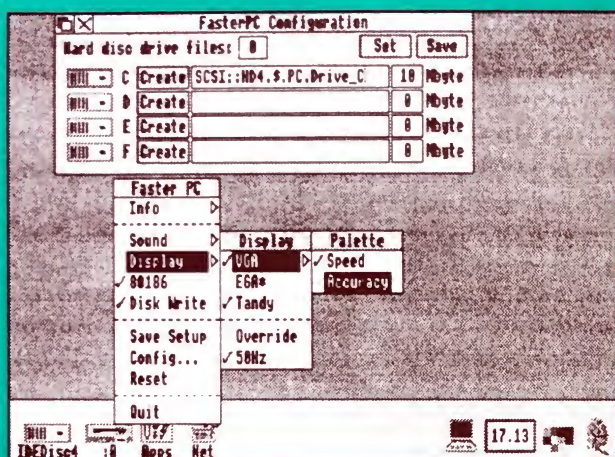 FasterPC Configuration
Hard disc drive files: 0 Set Save
C Create SCSI::HD4.$.PC.Drive_C 10 Mbyte
D Create 0 Mbyte
E Create 0 Mbyte
F Create 0 Mbyte
Faster PC
Info
Sound
Display
80186
Disk Write
Save Setup
Config...
Reset
Quit
Display
VGA
EGA*
Tandy
Override
50Hz
Palette
Speed
Accuracy
IDEDisc4 :0 Apps Net
17.13